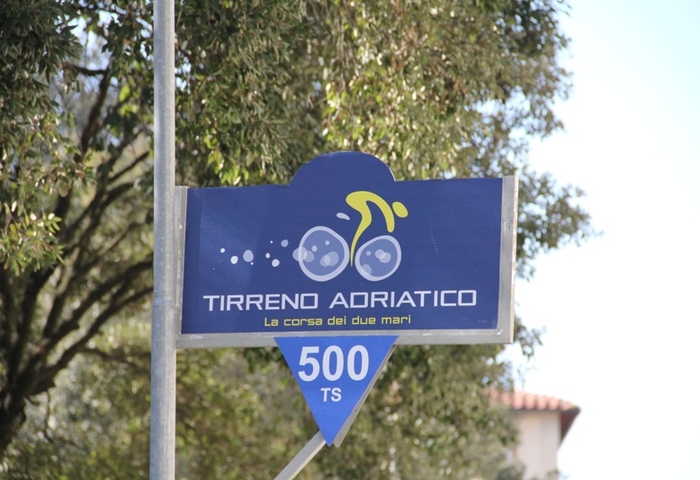 TIRRENO ADRIATICO
La corsa dei due mari
500
TS